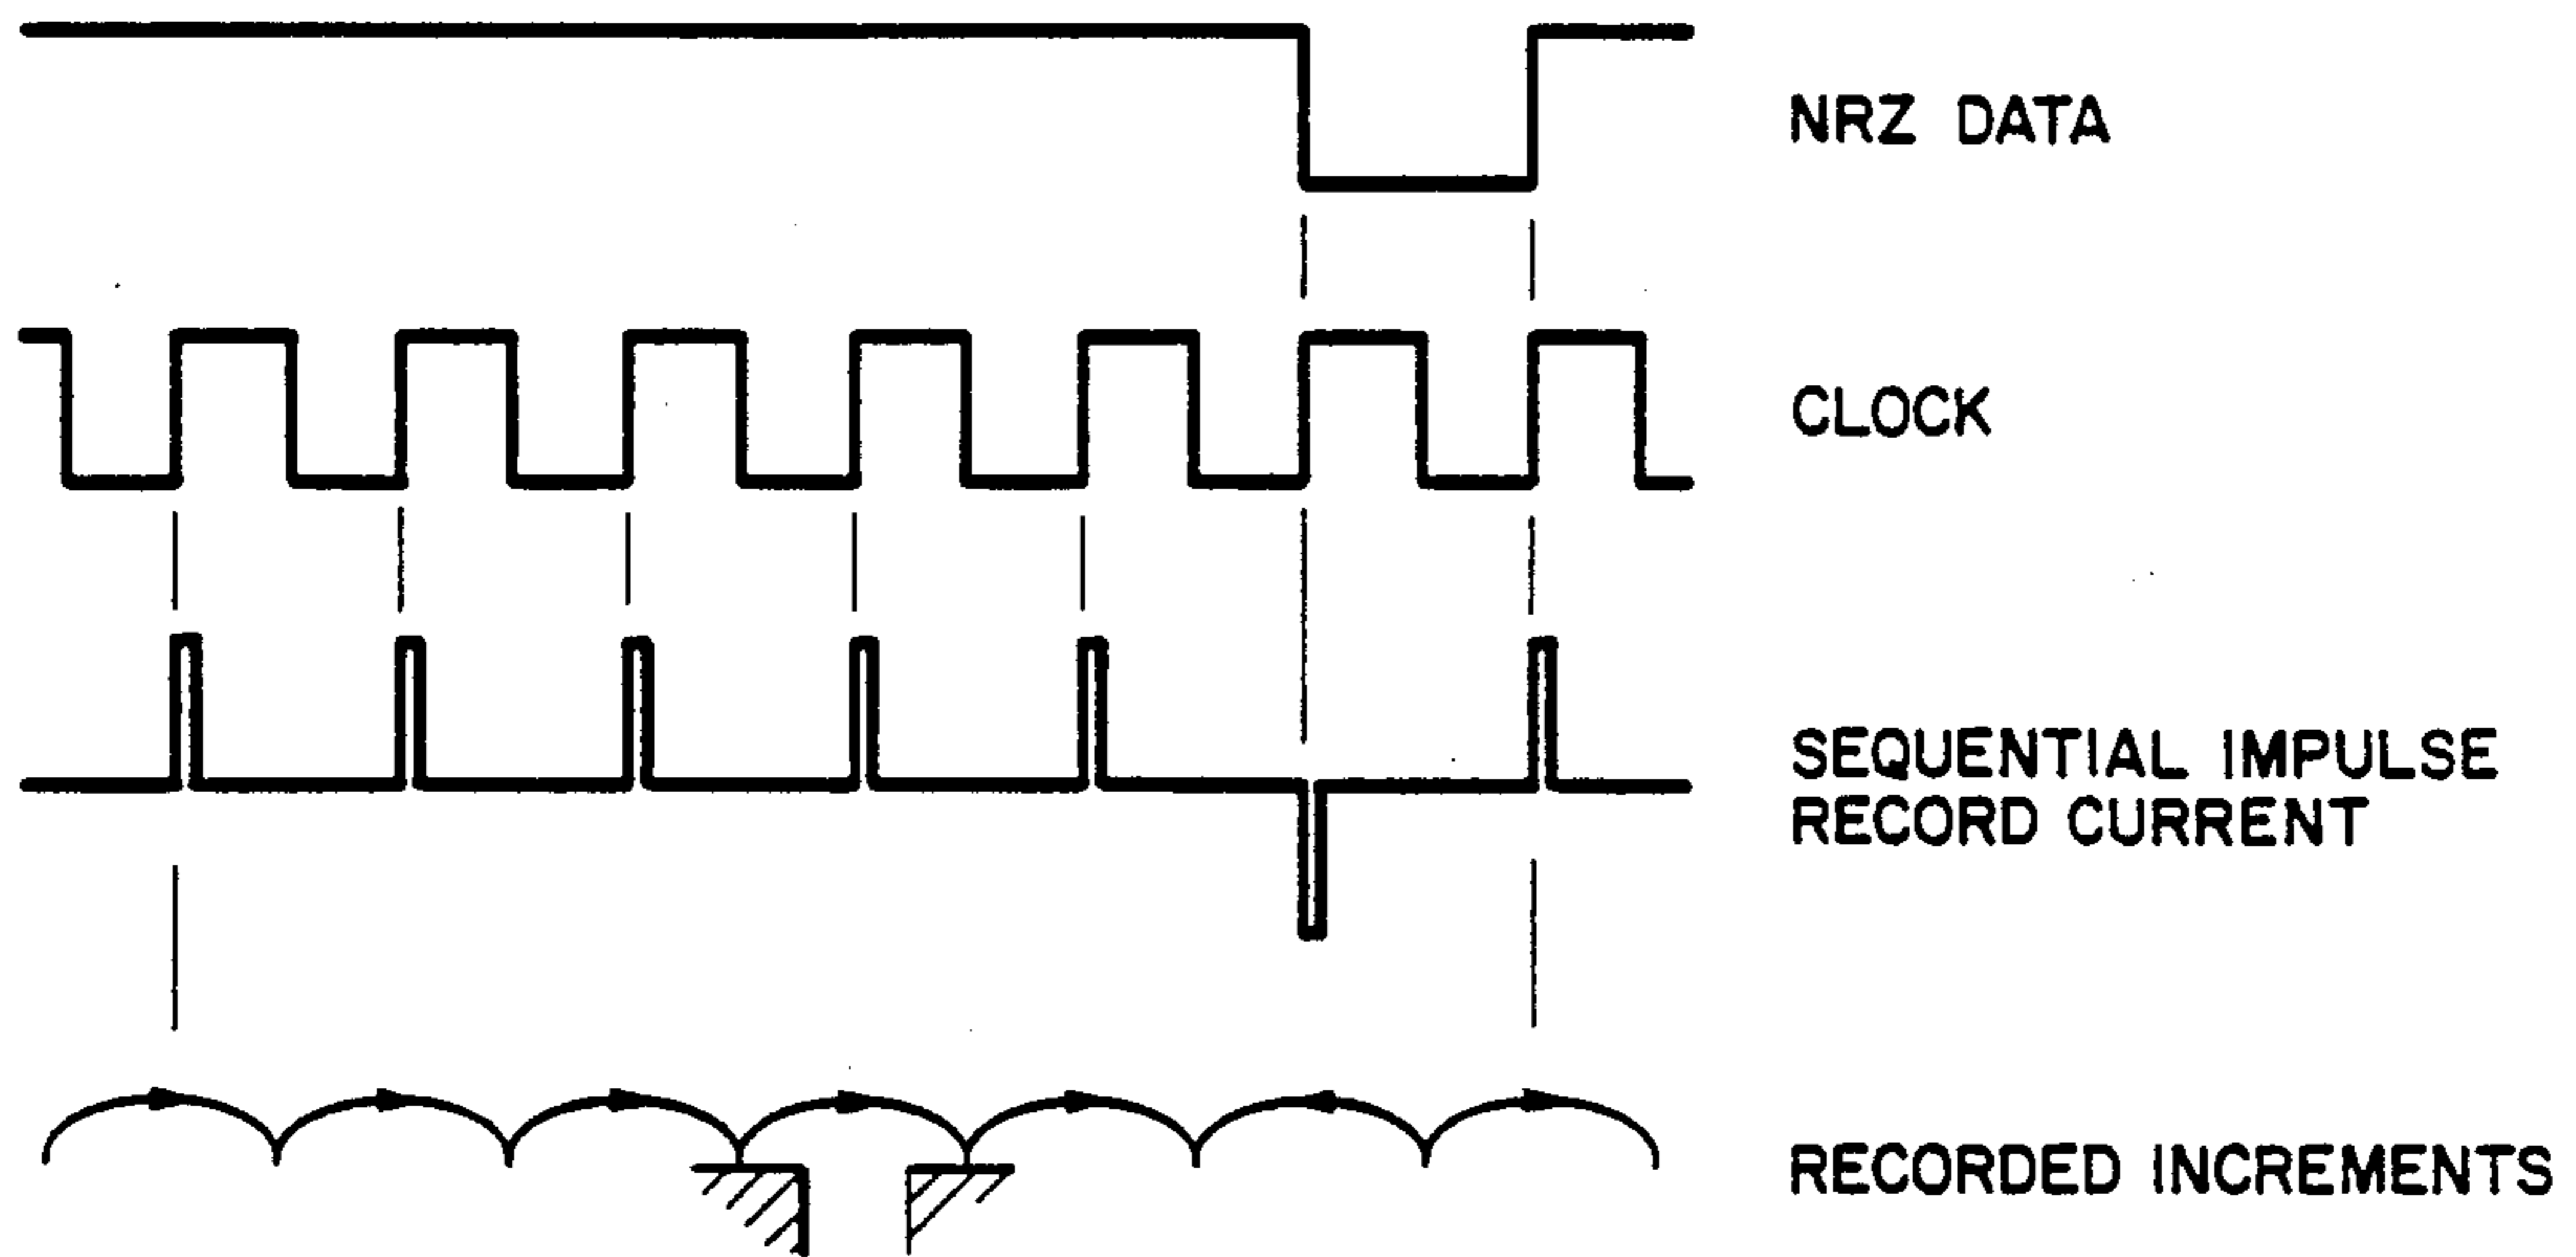 NRZ DATA
CLOCK
SEQUENTIAL IMPULSE
RECORD CURRENT
RECORDED INCREMENTS